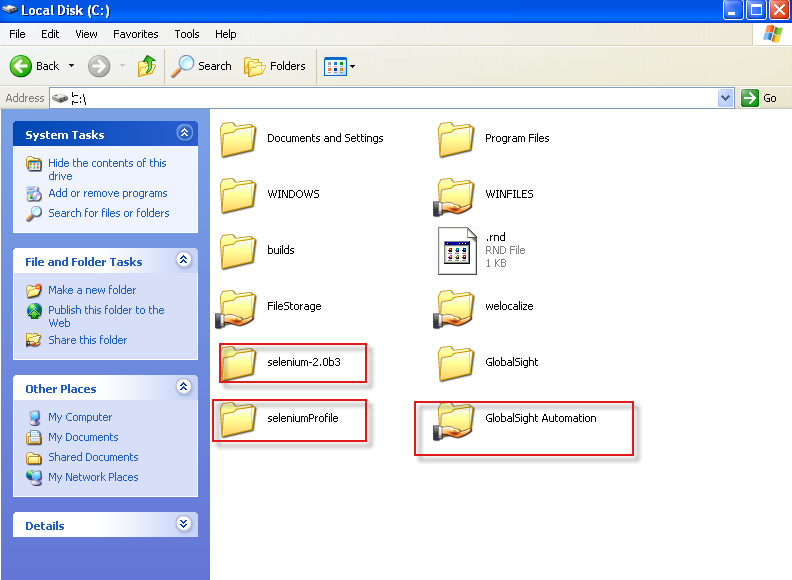 Local Disk (C:)
File Edit View Favorites Tools Help
Back Search Folders
Address C:\ Go
System Tasks
Hide the contents of this
drive
Add or remove programs
Search for files or folders
File and Folder Tasks
Make a new folder
Publish this folder to the
Web
Share this folder
Other Places
My Computer
My Documents
Shared Documents
My Network Places
Details
Documents and Settings
Program Files
WINDOWS
WINFILES
builds
.rnd
RND File
1 KB
FileStorage
welocalize
selenium-2.0b3
GlobalSight
seleniumProfile
GlobalSight Automation